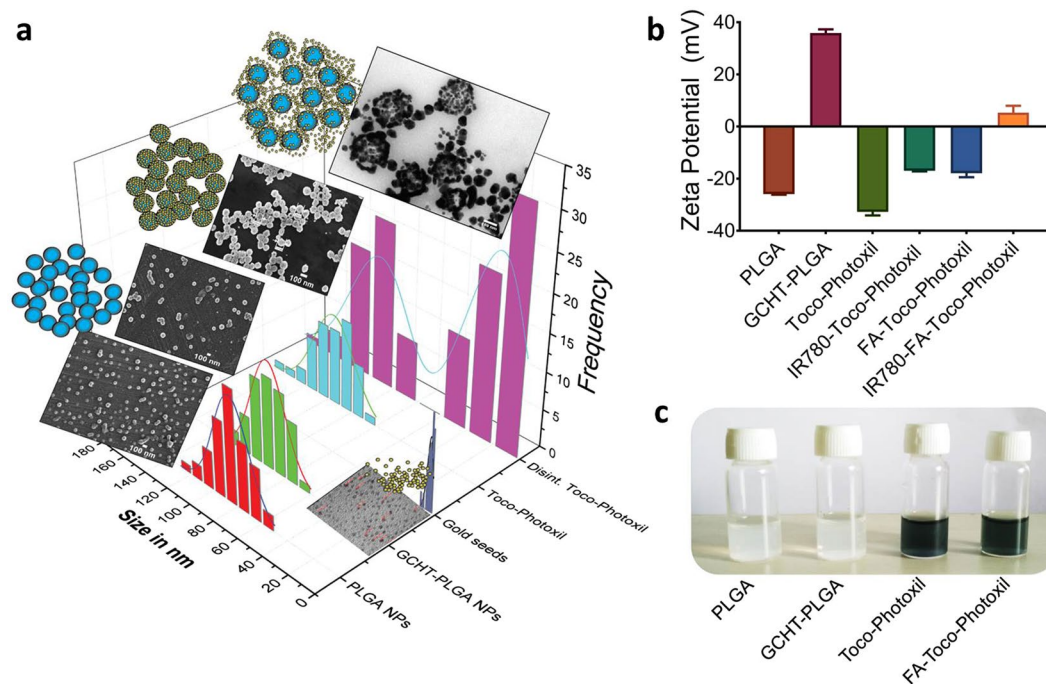 a
35
30
25
20
15
10
5
0
Frequency
100 nm
100 nm
100 nm
180
160
140
120
100
80
60
40
20
0
Size in nm
Disint. Toco-Photoxil
Toco-Photoxil
Gold seeds
GCHT-PLGA NPs
PLGA NPs
b
Zeta Potential (mV)
40
20
0
-20
-40
PLGA
GCHT-PLGA
Toco-Photoxil
IR780-Toco-Photoxil
FA-Toco-Photoxil
IR780-FA-Toco-Photoxil
c
PLGA
GCHT-PLGA
Toco-Photoxil
FA-Toco-Photoxil